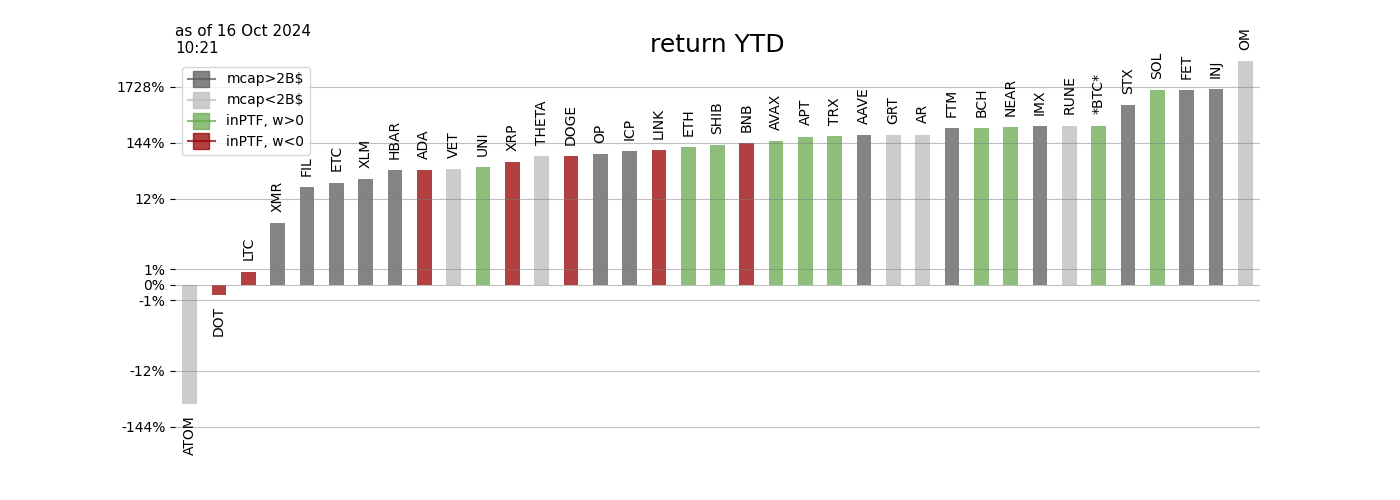 as of 16 Oct 2024
10:21
return YTD
mcap>2B$
mcap<2B$
inPTF, w>0
inPTF, w<0
1728%
144%
12%
1%
0%
-1%
-12%
-144%
ATOM
DOT
LTC
XMR
FIL
ETC
XLM
HBAR
ADA
VET
UNI
XRP
THETA
DOGE
OP
ICP
LINK
ETH
SHIB
BNB
AVAX
APT
TRX
AAVE
GRT
AR
FTM
BCH
NEAR
IMX
RUNE
*BTC*
STX
SOL
FET
INJ
OM